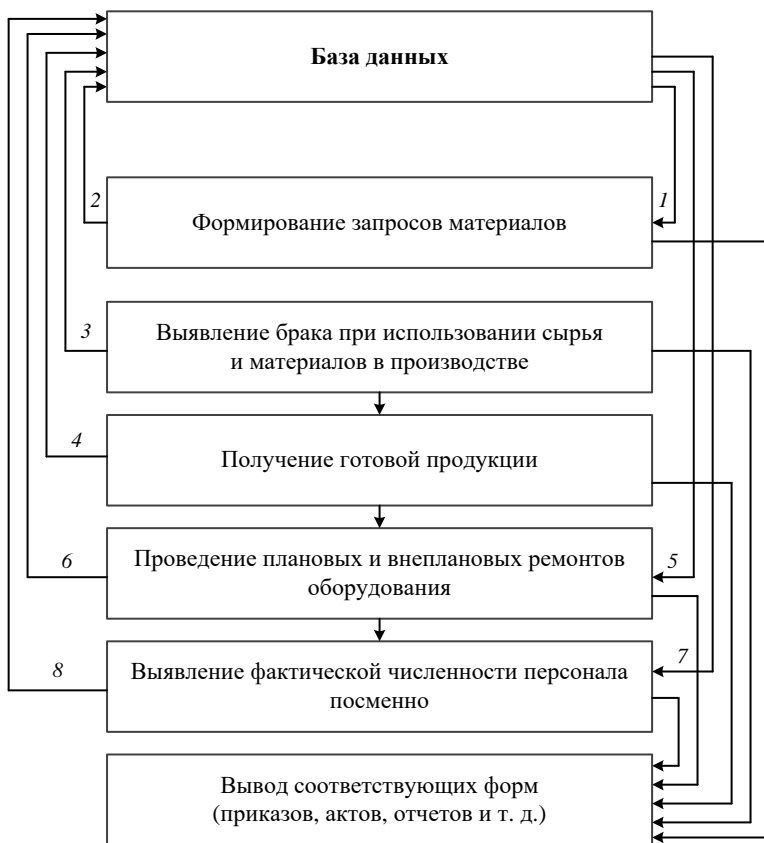 База данных
2
1
Формирование запросов материалов
3
Выявление брака при использовании сырья
и материалов в производстве
4
Получение готовой продукции
6
5
Проведение плановых и внеплановых ремонтов
оборудования
8
7
Выявление фактической численности персонала
посменно
Вывод соответствующих форм
(приказов, актов, отчетов и т. д.)